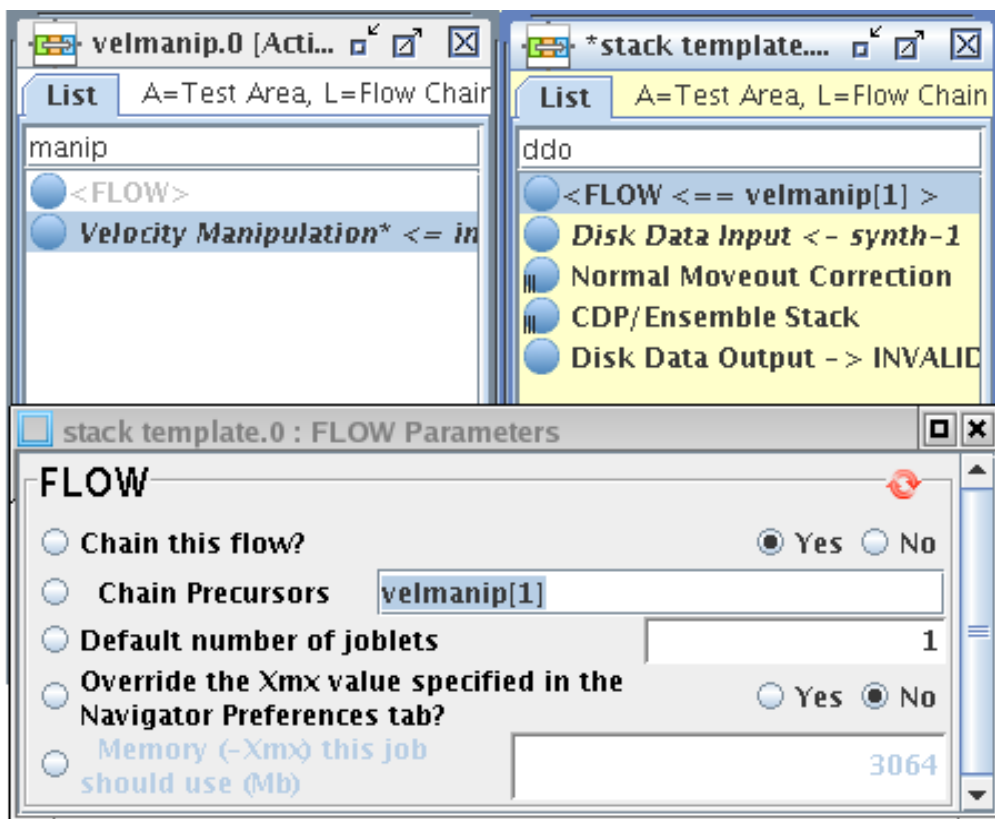 velmanip.0 [Acti...
List A=Test Area, L=Flow Chain
manip
<FLOW>
Velocity Manipulation* <= in
*stack template....
List A=Test Area, L=Flow Chain
ddo
<FLOW <== velmanip[1] >
Disk Data Input <- synth-1
Normal Moveout Correction
CDP/Ensemble Stack
Disk Data Output -> INVALID
stack template.0 : FLOW Parameters
FLOW
Chain this flow? Yes No
Chain Precursors velmanip[1]
Default number of joblets 1
Override the Xmx value specified in the
Navigator Preferences tab? Yes No
Memory (-Xmx) this job
should use (Mb) 3064